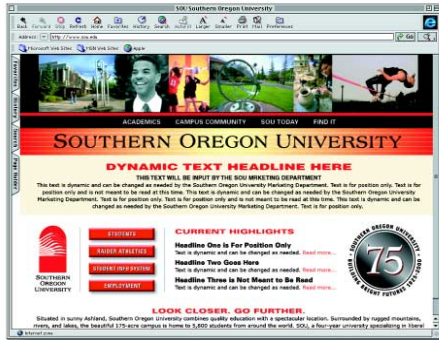 SOU Southern Oregon University
Back Forward Stop Refresh Home Favorites History Search AutoFill Larger Smaller Print Mail Preferences
Address: http://www.sou.edu Go
Microsoft Web Sites MSN Web Sites Apple
Favorites
History
Search
Page Holder
ACADEMICS CAMPUS COMMUNITY SOU TODAY FIND IT
SOUTHERN OREGON UNIVERSITY
DYNAMIC TEXT HEADLINE HERE
THIS TEXT WILL BE INPUT BY THE SOU MRKETING DEPARTMENT
This text is dynamic and can be changed as needed by the Southern Oregon University Marketing Department. Text is for
position only. Text is for position only and is not meant to be read at this time. This text is dynamic and can be changed as needed by the Southern Oregon University
Marketing Department. Text is for position only and is not meant to be read at this time. This text is dynamic and can be
changed as needed by the Southern Oregon University Marketing Department. Text is for position only.
SOUTHERN
OREGON
UNIVERSITY
STUDENTS
RAIDER ATHLETICS
STUDENT INFO SYSTEM
EMPLOYMENT
CURRENT HIGHLIGHTS
Headline One is For Position Only
Text is dynamic and can be changed as needed. Read more...
Headline Two Goes Here
Text is dynamic and can be changed as needed. Read more...
Headline Three is Not Meant to Be Read
Text is dynamic and can be changed as needed. Read more...
SOUTHERN OREGON UNIVERSITY
75
BUILDING BRIGHT FUTURES
LOOK CLOSER. GO FURTHER.
Situated in sunny Ashland, Southern Oregon University combines quality education with a spectacular location. Surrounded by rugged mountains,
rivers, and lakes, the beautiful 175-acre campus is home to 5,800 students from around the world. SOU, a four-year university specializing in liberal
Internet zone